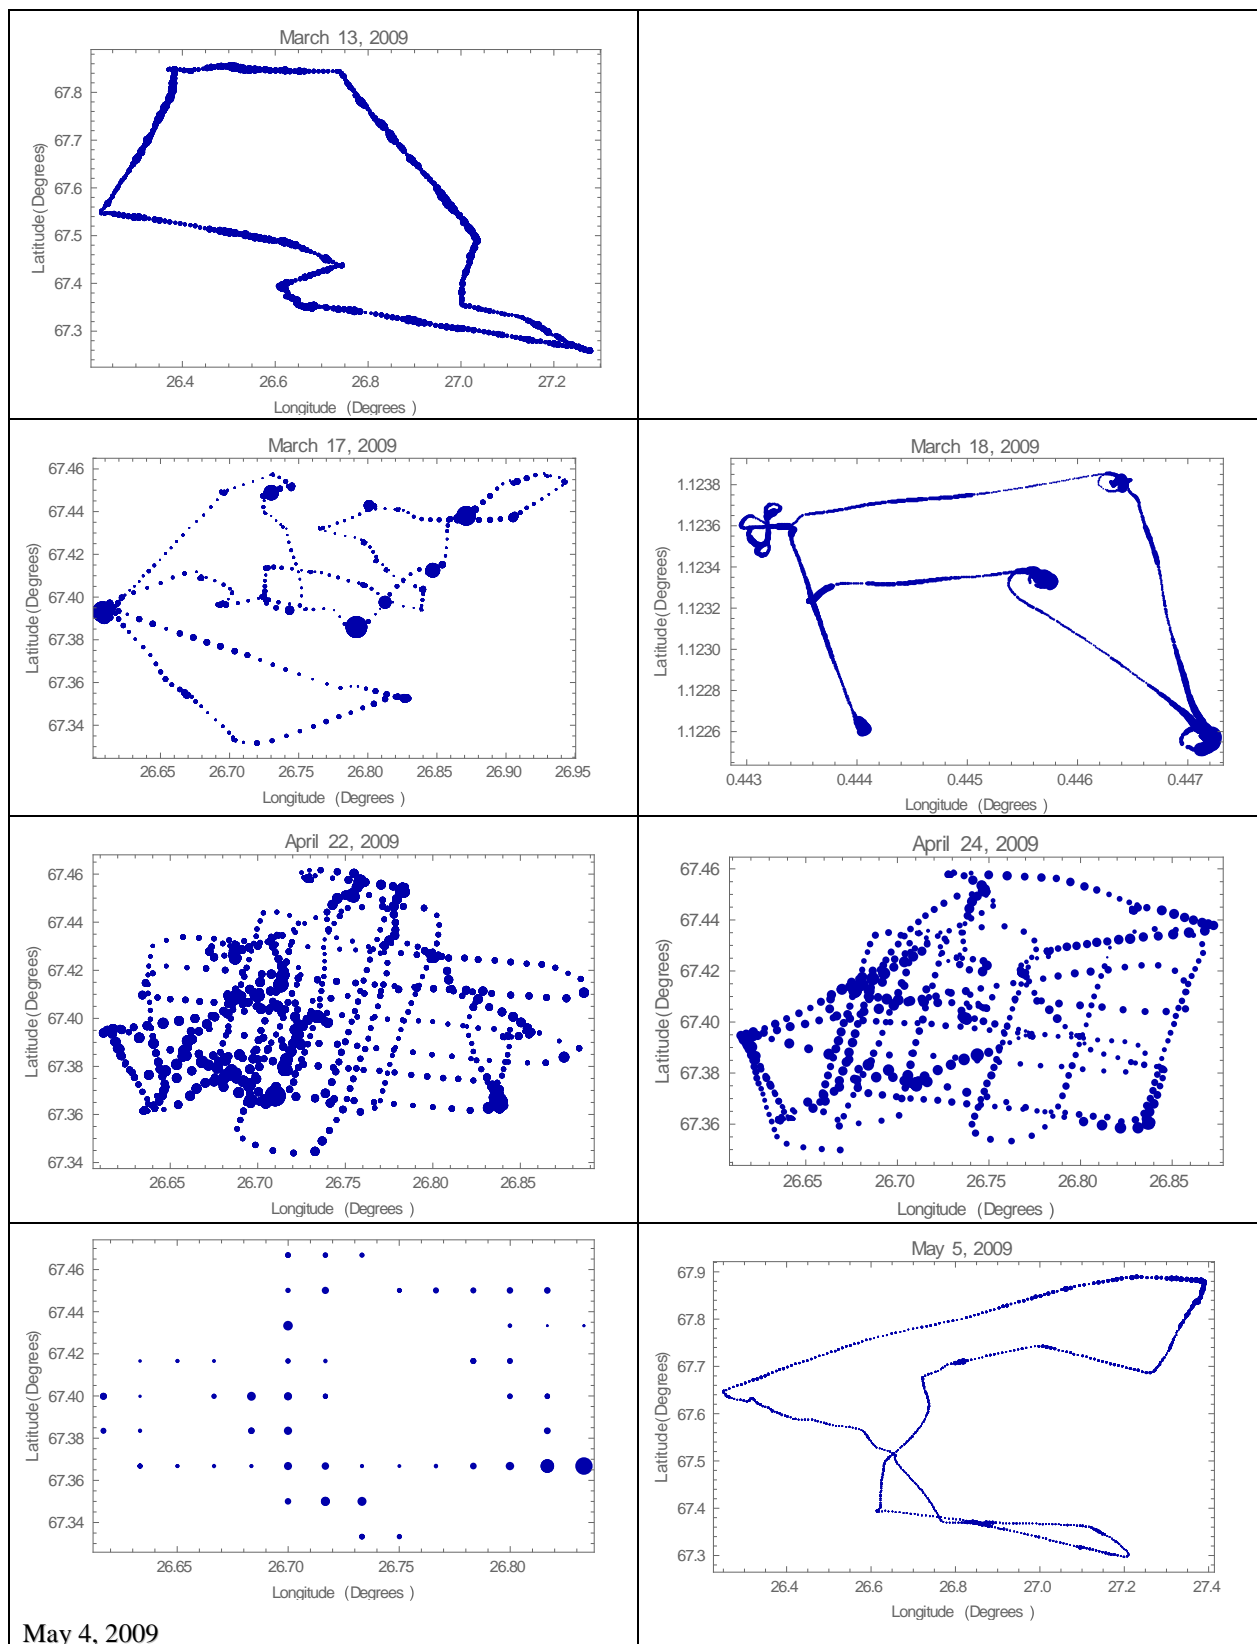 March 13, 2009
67.8
67.7
67.6
67.5
67.4
67.3
Latitude (Degrees)
26.4 26.6 26.8 27.0 27.2
Longitude (Degrees )
March 17, 2009
67.46
67.44
67.42
67.40
67.38
67.36
67.34
Latitude (Degrees)
26.65 26.70 26.75 26.80 26.85 26.90 26.95
Longitude (Degrees )
March 18, 2009
1.1238
1.1236
1.1234
1.1232
1.1230
1.1228
1.1226
Latitude (Degrees)
0.443 0.444 0.445 0.446 0.447
Longitude (Degrees )
April 22, 2009
67.46
67.44
67.42
67.40
67.38
67.36
67.34
Latitude (Degrees)
26.65 26.70 26.75 26.80 26.85
Longitude (Degrees )
April 24, 2009
67.46
67.44
67.42
67.40
67.38
67.36
Latitude (Degrees)
26.65 26.70 26.75 26.80 26.85
Longitude (Degrees )
67.46
67.44
67.42
67.40
67.38
67.36
67.34
Latitude (Degrees)
26.65 26.70 26.75 26.80
Longitude (Degrees )
May 4, 2009
May 5, 2009
67.9
67.8
67.7
67.6
67.5
67.4
67.3
Latitude (Degrees)
26.4 26.6 26.8 27.0 27.2 27.4
Longitude (Degrees )